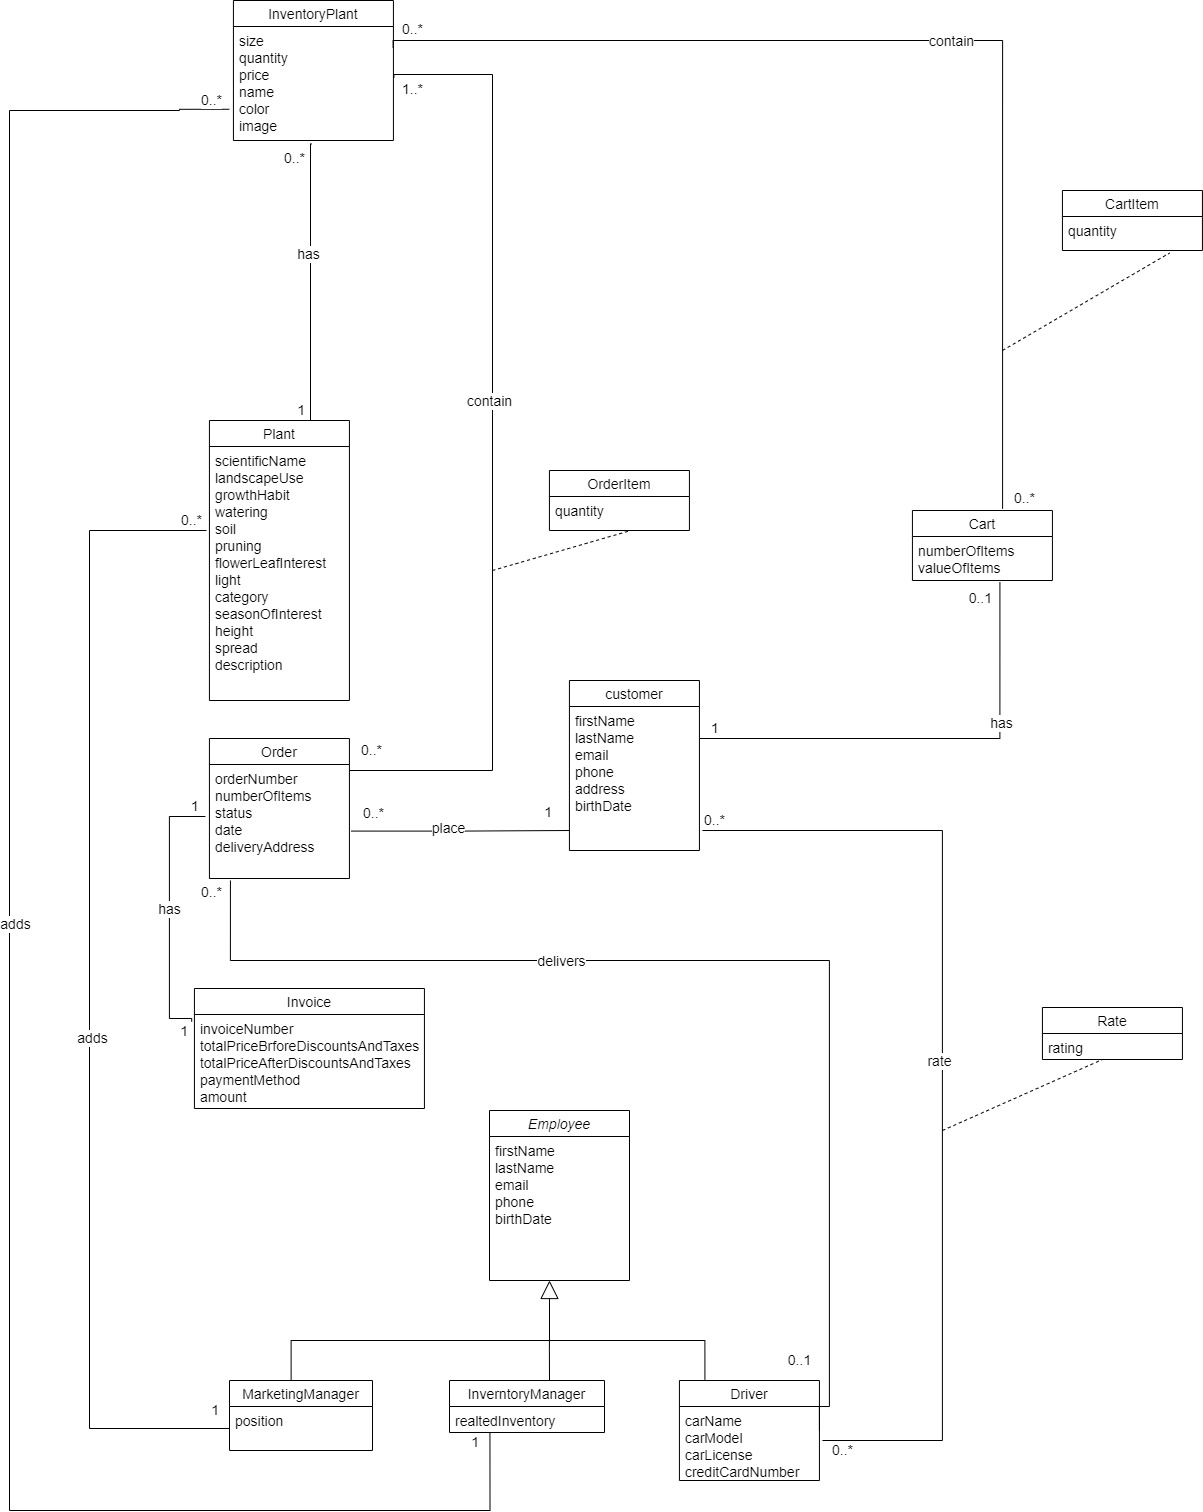 InventoryPlant
size
quantity
price
name
color
image
0..*
contain
1..*
0..*
0..*
has
1
CartItem
quantity
contain
Plant
scientificName
landscapeUse
growthHabit
watering
soil
pruning
flowerLeafInterest
light
category
seasonOfInterest
height
spread
description
0..*
OrderItem
quantity
0..*
Cart
numberOfItems
valueOfItems
0..1
has
customer
firstName
lastName
email
phone
address
birthDate
1
0..*
Order
orderNumber
numberOfItems
status
date
deliveryAddress
0..*
1
0..*
place
1
has
0..*
adds
delivers
Invoice
invoiceNumber
totalPriceBrforeDiscountsAndTaxes
totalPriceAfterDiscountsAndTaxes
paymentMethod
amount
1
adds
rate
Rate
rating
Employee
firstName
lastName
email
phone
birthDate
0..1
MarketingManager
position
1
InverntoryManager
realtedInventory
1
Driver
carName
carModel
carLicense
creditCardNumber
0..*